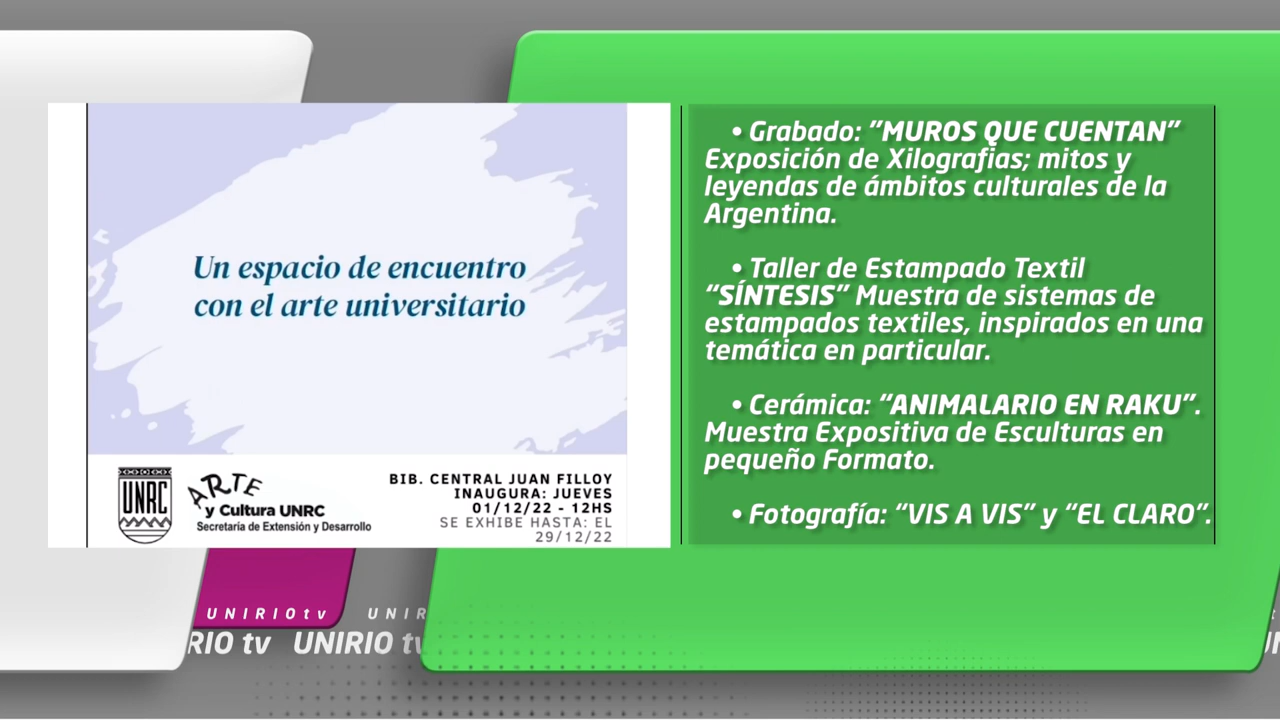 Un espacio de encuentro
con el arte universitario
UNRC
ARTE
y Cultura UNRC
Secretaría de Extensión y Desarrollo
BIB. CENTRAL JUAN FILLOY
INAUGURA: JUEVES
01/12/22 - 12HS
SE EXHIBE HASTA: EL
29/12/22
• Grabado: "MUROS QUE CUENTAN"
Exposición de Xilografias; mitos y
leyendas de ámbitos culturales de la
Argentina.
• Taller de Estampado Textil
"SÍNTESIS" Muestra de sistemas de
estampados textiles, inspirados en una
temática en particular.
• Cerámica: "ANIMALARIO EN RAKU".
Muestra Expositiva de Esculturas en
pequeño Formato.
• Fotografía: "VIS A VIS" y "EL CLARO".
UNIRIOtv UNIR
RIO tv UNIRIO tv